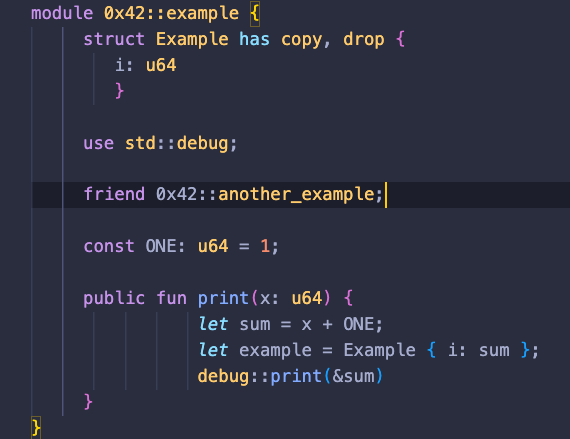 module 0x42::example {
    struct Example has copy, drop {
       i: u64
       }

    use std::debug;

    friend 0x42::another_example;

    const ONE: u64 = 1;

    public fun print(x: u64) {
               let sum = x + ONE;
               let example = Example { i: sum };
               debug::print(&sum)
    }
}